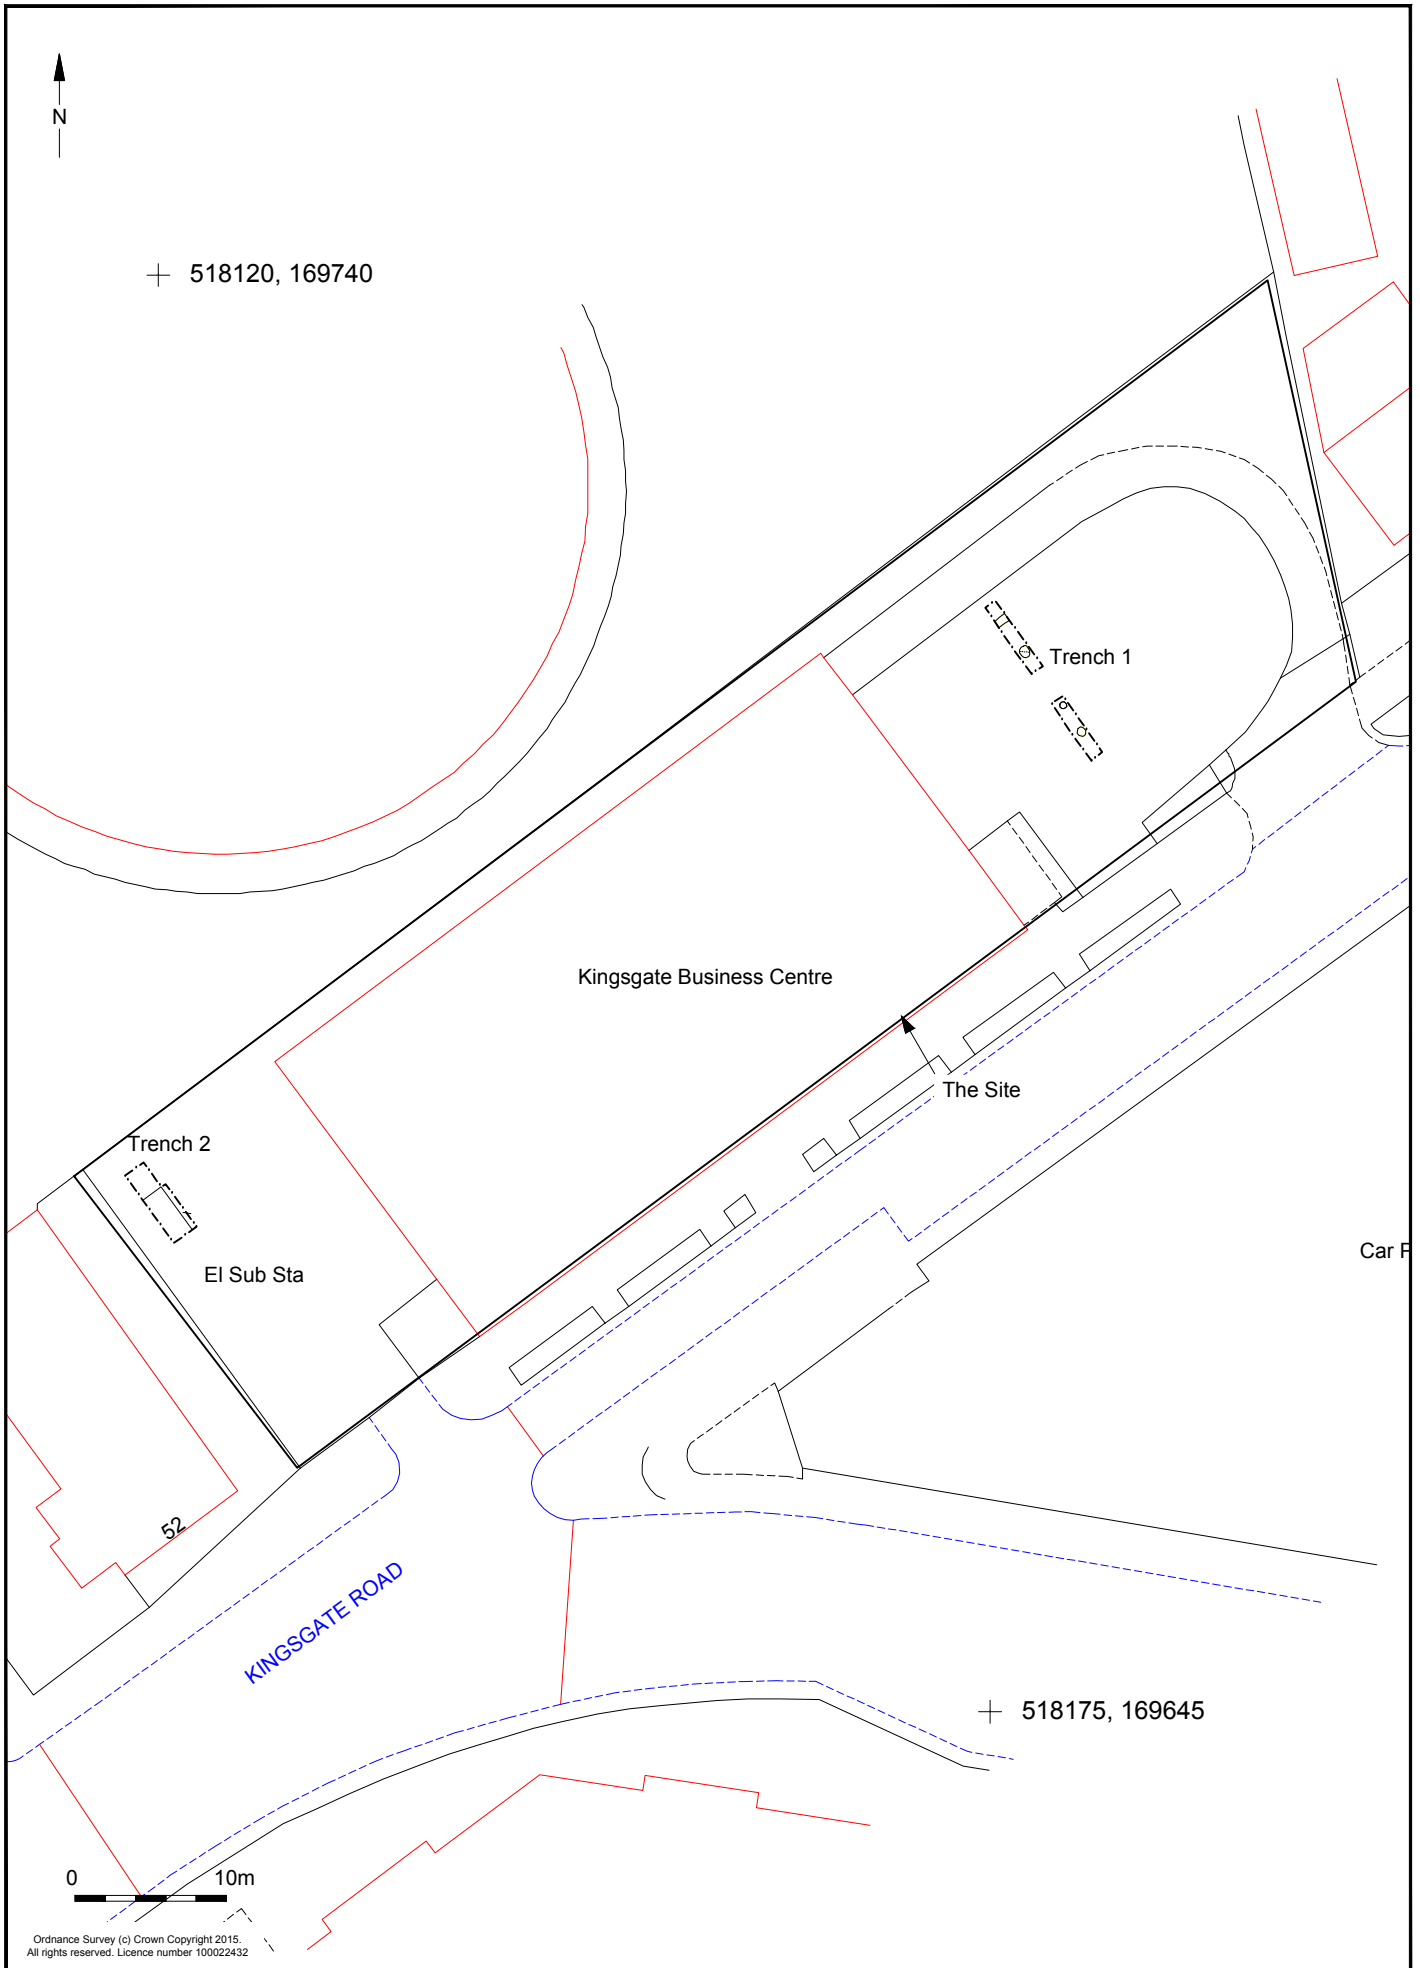 N
518120, 169740
Trench 1
Kingsgate Business Centre
The Site
Trench 2
Car P
El Sub Sta
52
KINGSGATE ROAD
518175, 169645
0 10m
Ordnance Survey (c) Crown Copyright 2015.
All rights reserved. Licence number 100022432